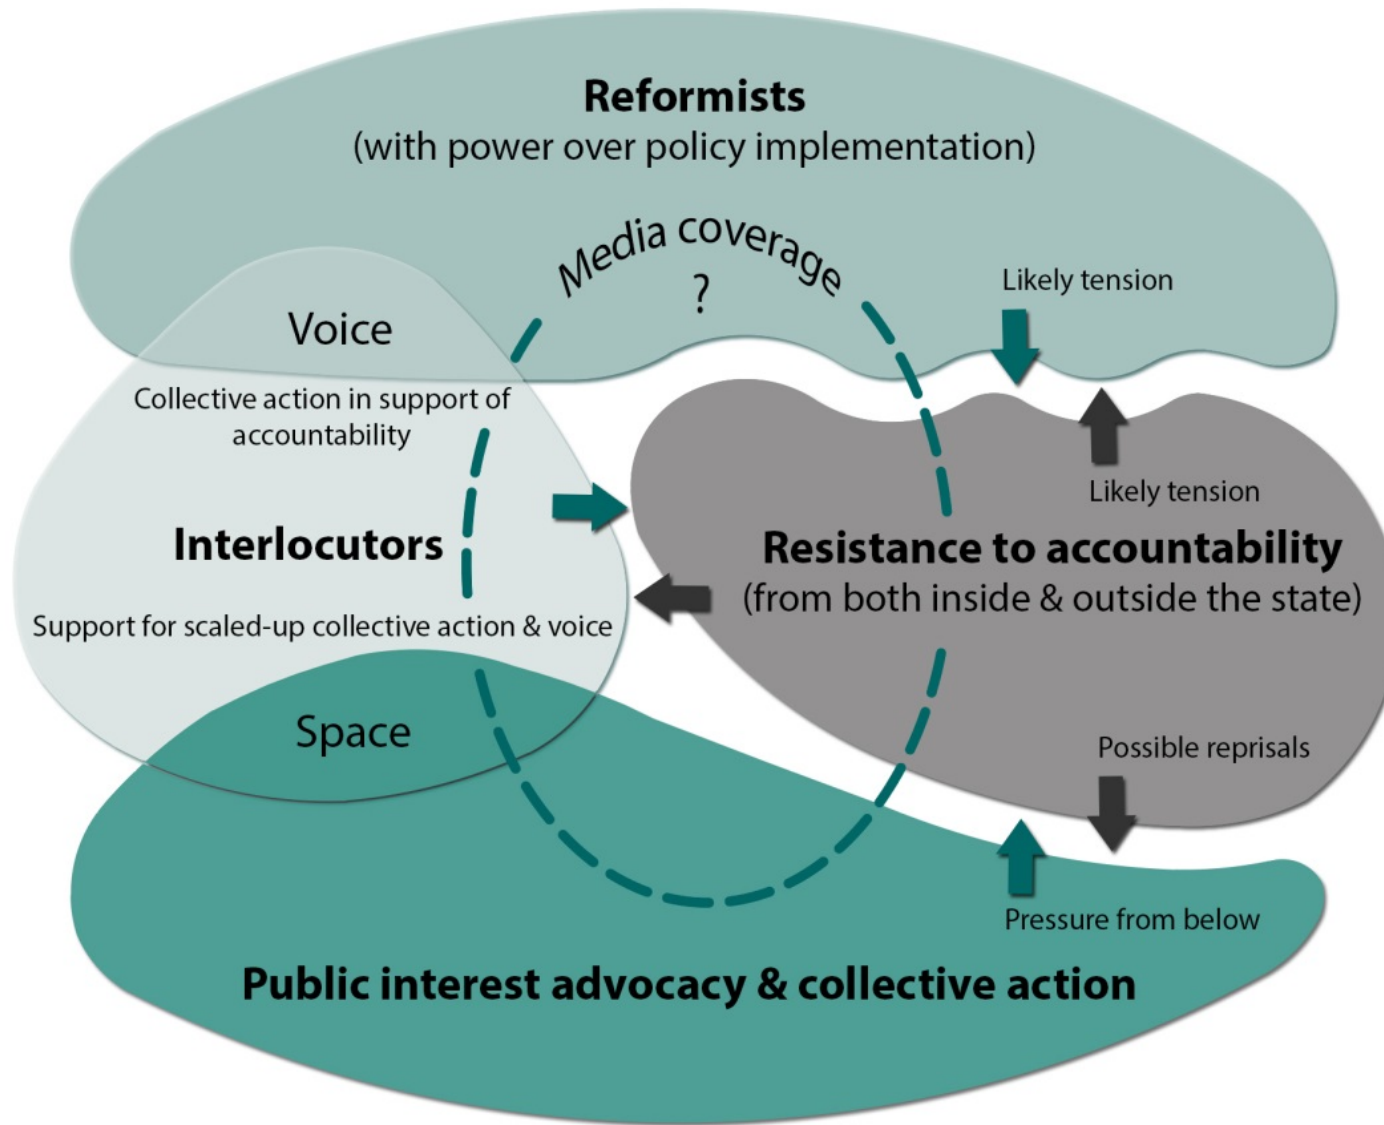 Reformists
(with power over policy implementation)
Media coverage
?
Likely tension
Voice
Collective action in support of
accountability
Likely tension
Interlocutors
Resistance to accountability
(from both inside & outside the state)
Support for scaled-up collective action & voice
Space
Possible reprisals
Pressure from below
Public interest advocacy & collective action